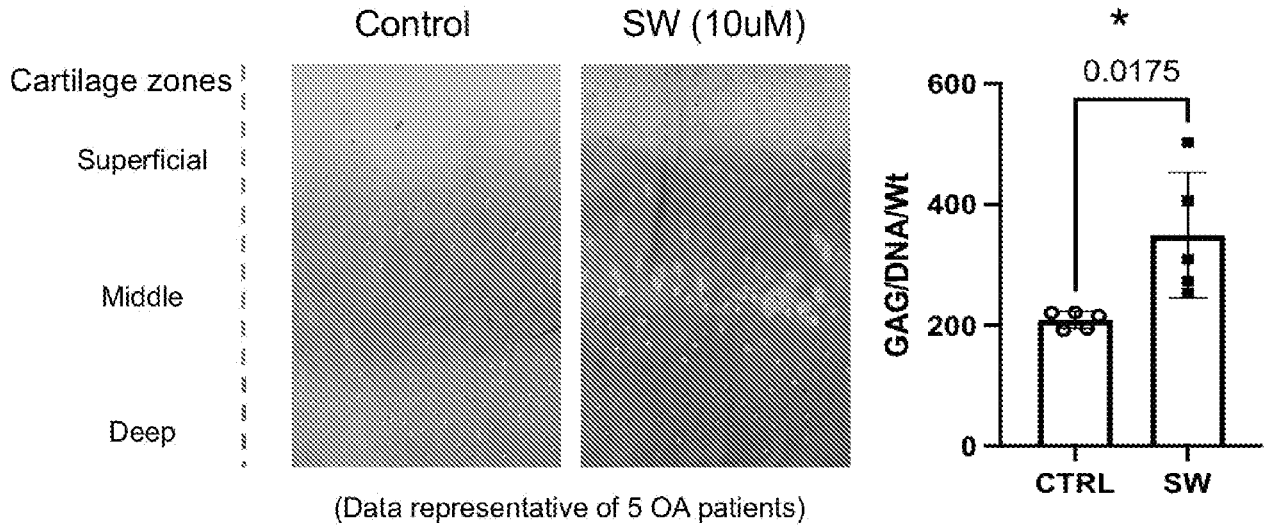 Control
SW (10uM)
Cartilage zones
Superficial
Middle
Deep
(Data representative of 5 OA patients)
*
0.0175
600
400
200
0
GAG/DNA/Wt
CTRL
SW